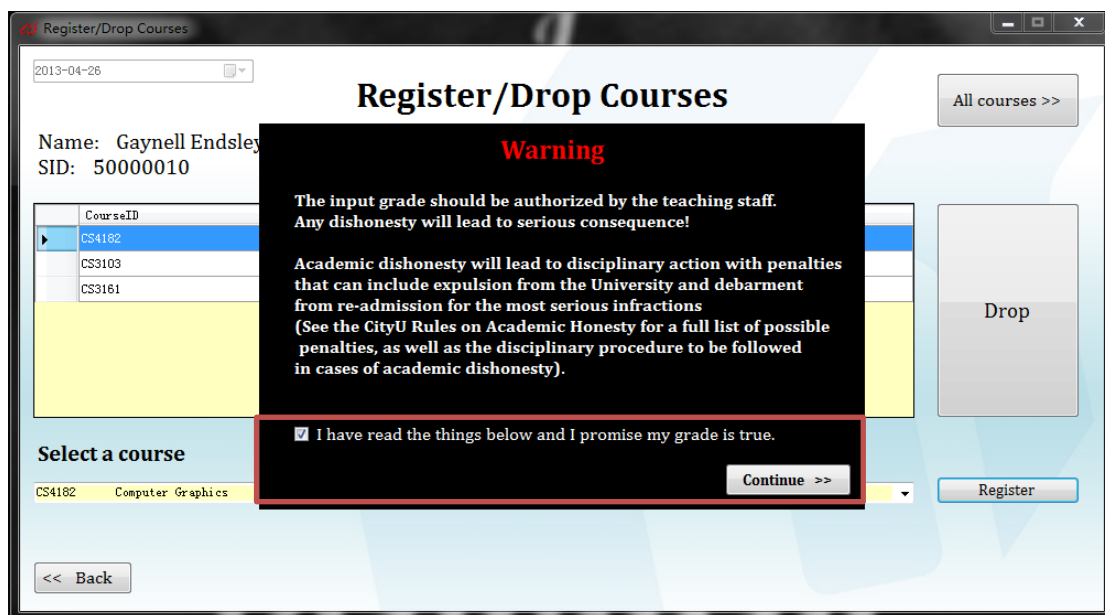 Register/Drop Courses
2013-04-26
Register/Drop Courses
All courses >>
Name: Gaynell Endsley
SID: 50000010
Warning
The input grade should be authorized by the teaching staff.
Any dishonesty will lead to serious consequence!
Academic dishonesty will lead to disciplinary action with penalties
that can include expulsion from the University and debarment
from re-admission for the most serious infractions
(See the CityU Rules on Academic Honesty for a full list of possible
penalties, as well as the disciplinary procedure to be followed
in cases of academic dishonesty).
CourseID
CS4182
CS3103
CS3161
Drop
I have read the things below and I promise my grade is true.
Continue >>
Select a course
CS4182 Computer Graphics
Register
<< Back